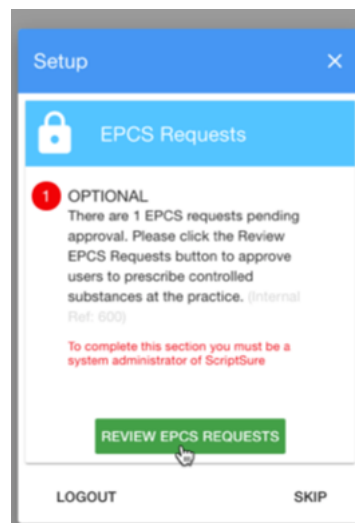 Setup
EPCS Requests
1 OPTIONAL
There are 1 EPCS requests pending
approval. Please click the Review
EPCS Requests button to approve
users to prescribe controlled
substances at the practice. (Internal
Ref: 600)
To complete this section you must be a
system administrator of ScriptSure
REVIEW EPCS REQUESTS
LOGOUT SKIP